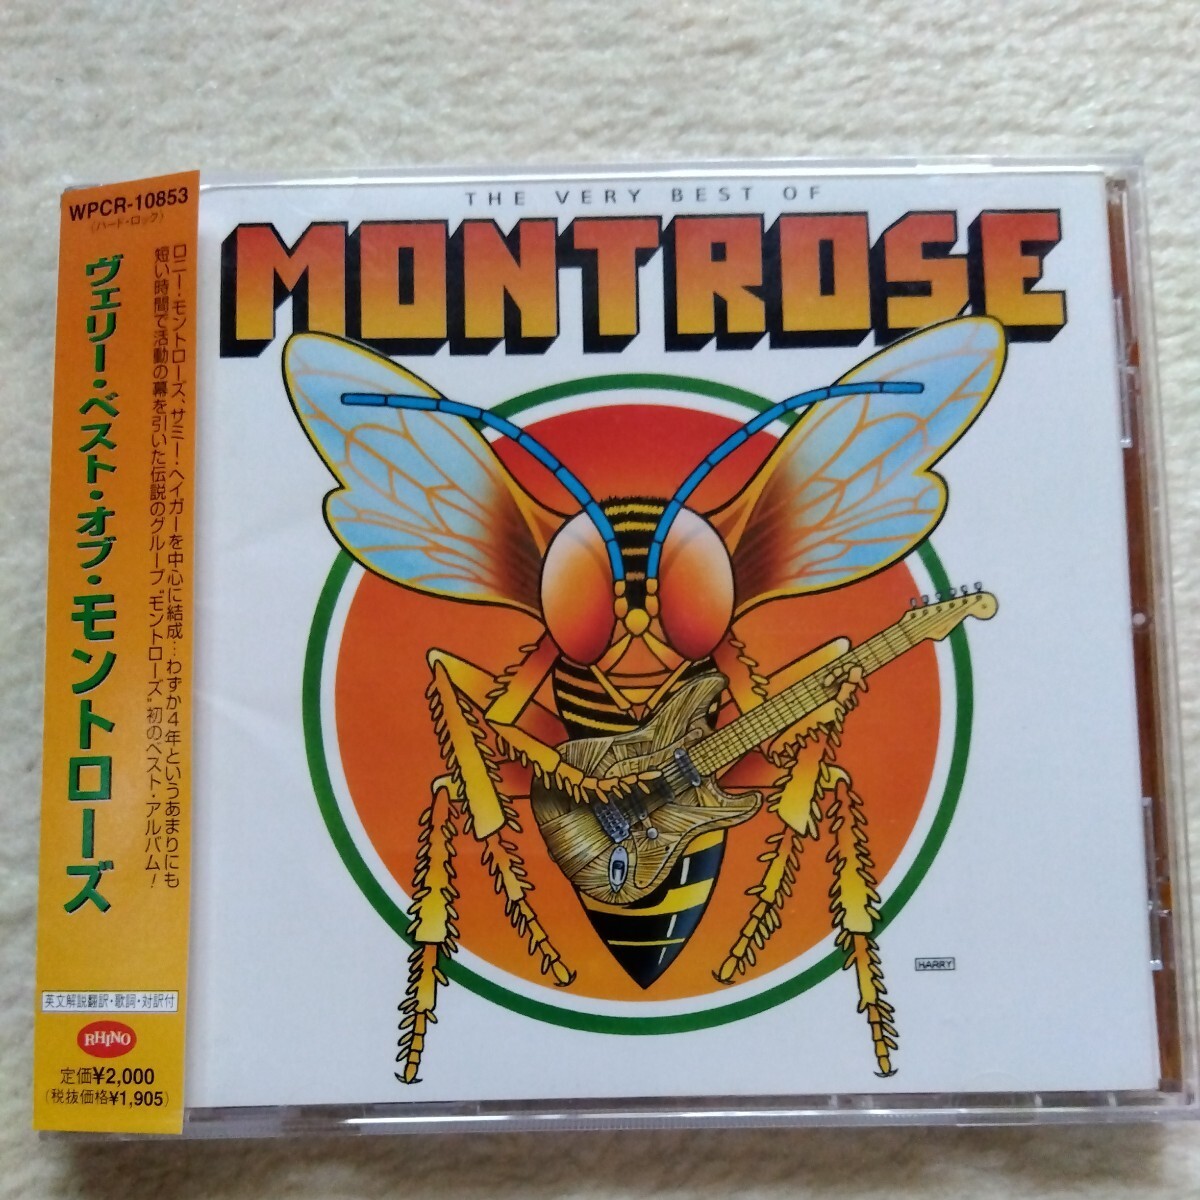 WPCR-10853
(ハード・ロック)
ヴェリー・ベスト・オブ・モントローズ
ロニー・モントローズ、サミー・ヘイガーを中心に結成…わずか4年というあまりにも
短い時間で活動の幕を引いた伝説のグループ"モントローズ"初のベスト・アルバム!
英文解説翻訳・歌詞・対訳付
RHINO
定価¥2,000
(税抜価格¥1,905)
THE VERY BEST OF
MONTROSE
HARRY